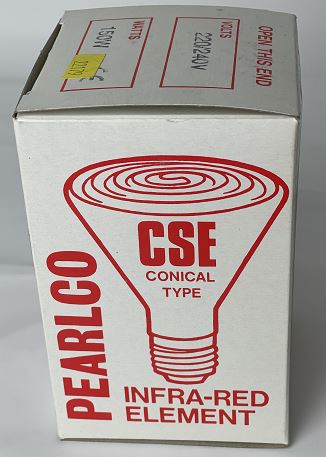 OPEN THIS END
VOLTS
220/240V
WATTS
150W
PEARLCO
CSE
CONICAL
TYPE
INFRA-RED
ELEMENT